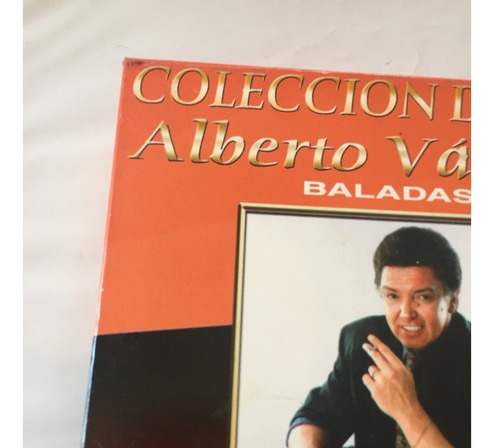 COLECCION D
Alberto Vá
BALADAS